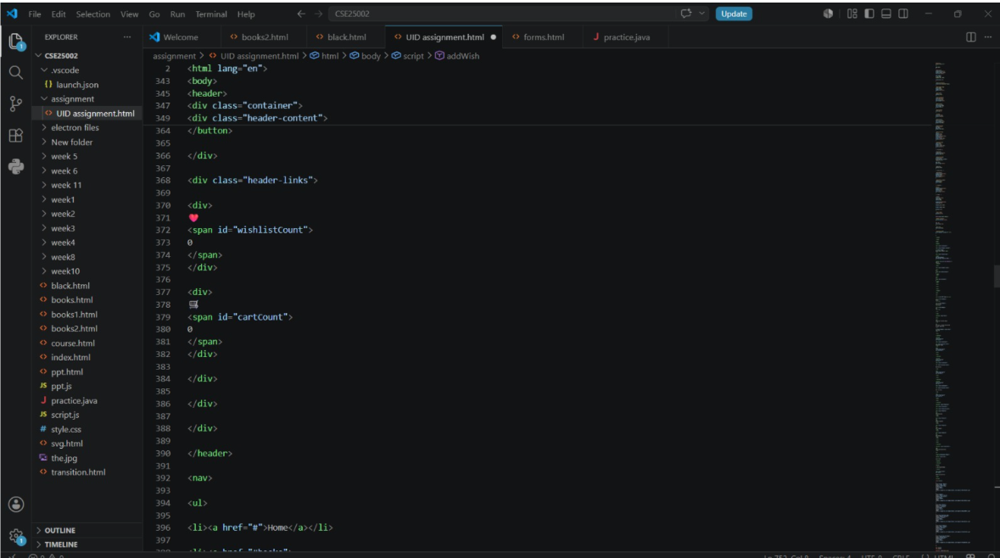 File Edit Selection View Go Run Terminal Help
CSE25002
Update
EXPLORER
Welcome
books2.html
black.html
UID assignment.html
forms.html
practice.java
CSE25002
.vscode
launch.json
assignment
UID assignment.html
electron files
New folder
week 5
week 6
week 11
week1
week2
week3
week4
week8
week10
black.html
books.html
books1.html
books2.html
course.html
index.html
ppt.html
ppt.js
practice.java
script.js
style.css
svg.html
the.jpg
transition.html
OUTLINE
TIMELINE
assignment > UID assignment.html > html > body > script > addWish
2 <html lang="en">
343 <body>
345 <header>
347 <div class="container">
349 <div class="header-content">
364 </button>
365
366 </div>
367
368 <div class="header-links">
369
370 <div>
371 ❤️
372 <span id="wishlistCount">
373 0
374 </span>
375 </div>
376
377 <div>
378 🛒
379 <span id="cartCount">
380 0
381 </span>
382 </div>
383
384 </div>
385
386 </div>
387
388 </div>
389
390 </header>
391
392 <nav>
393
394 <ul>
395
396 <li><a href="#">Home</a></li>
397